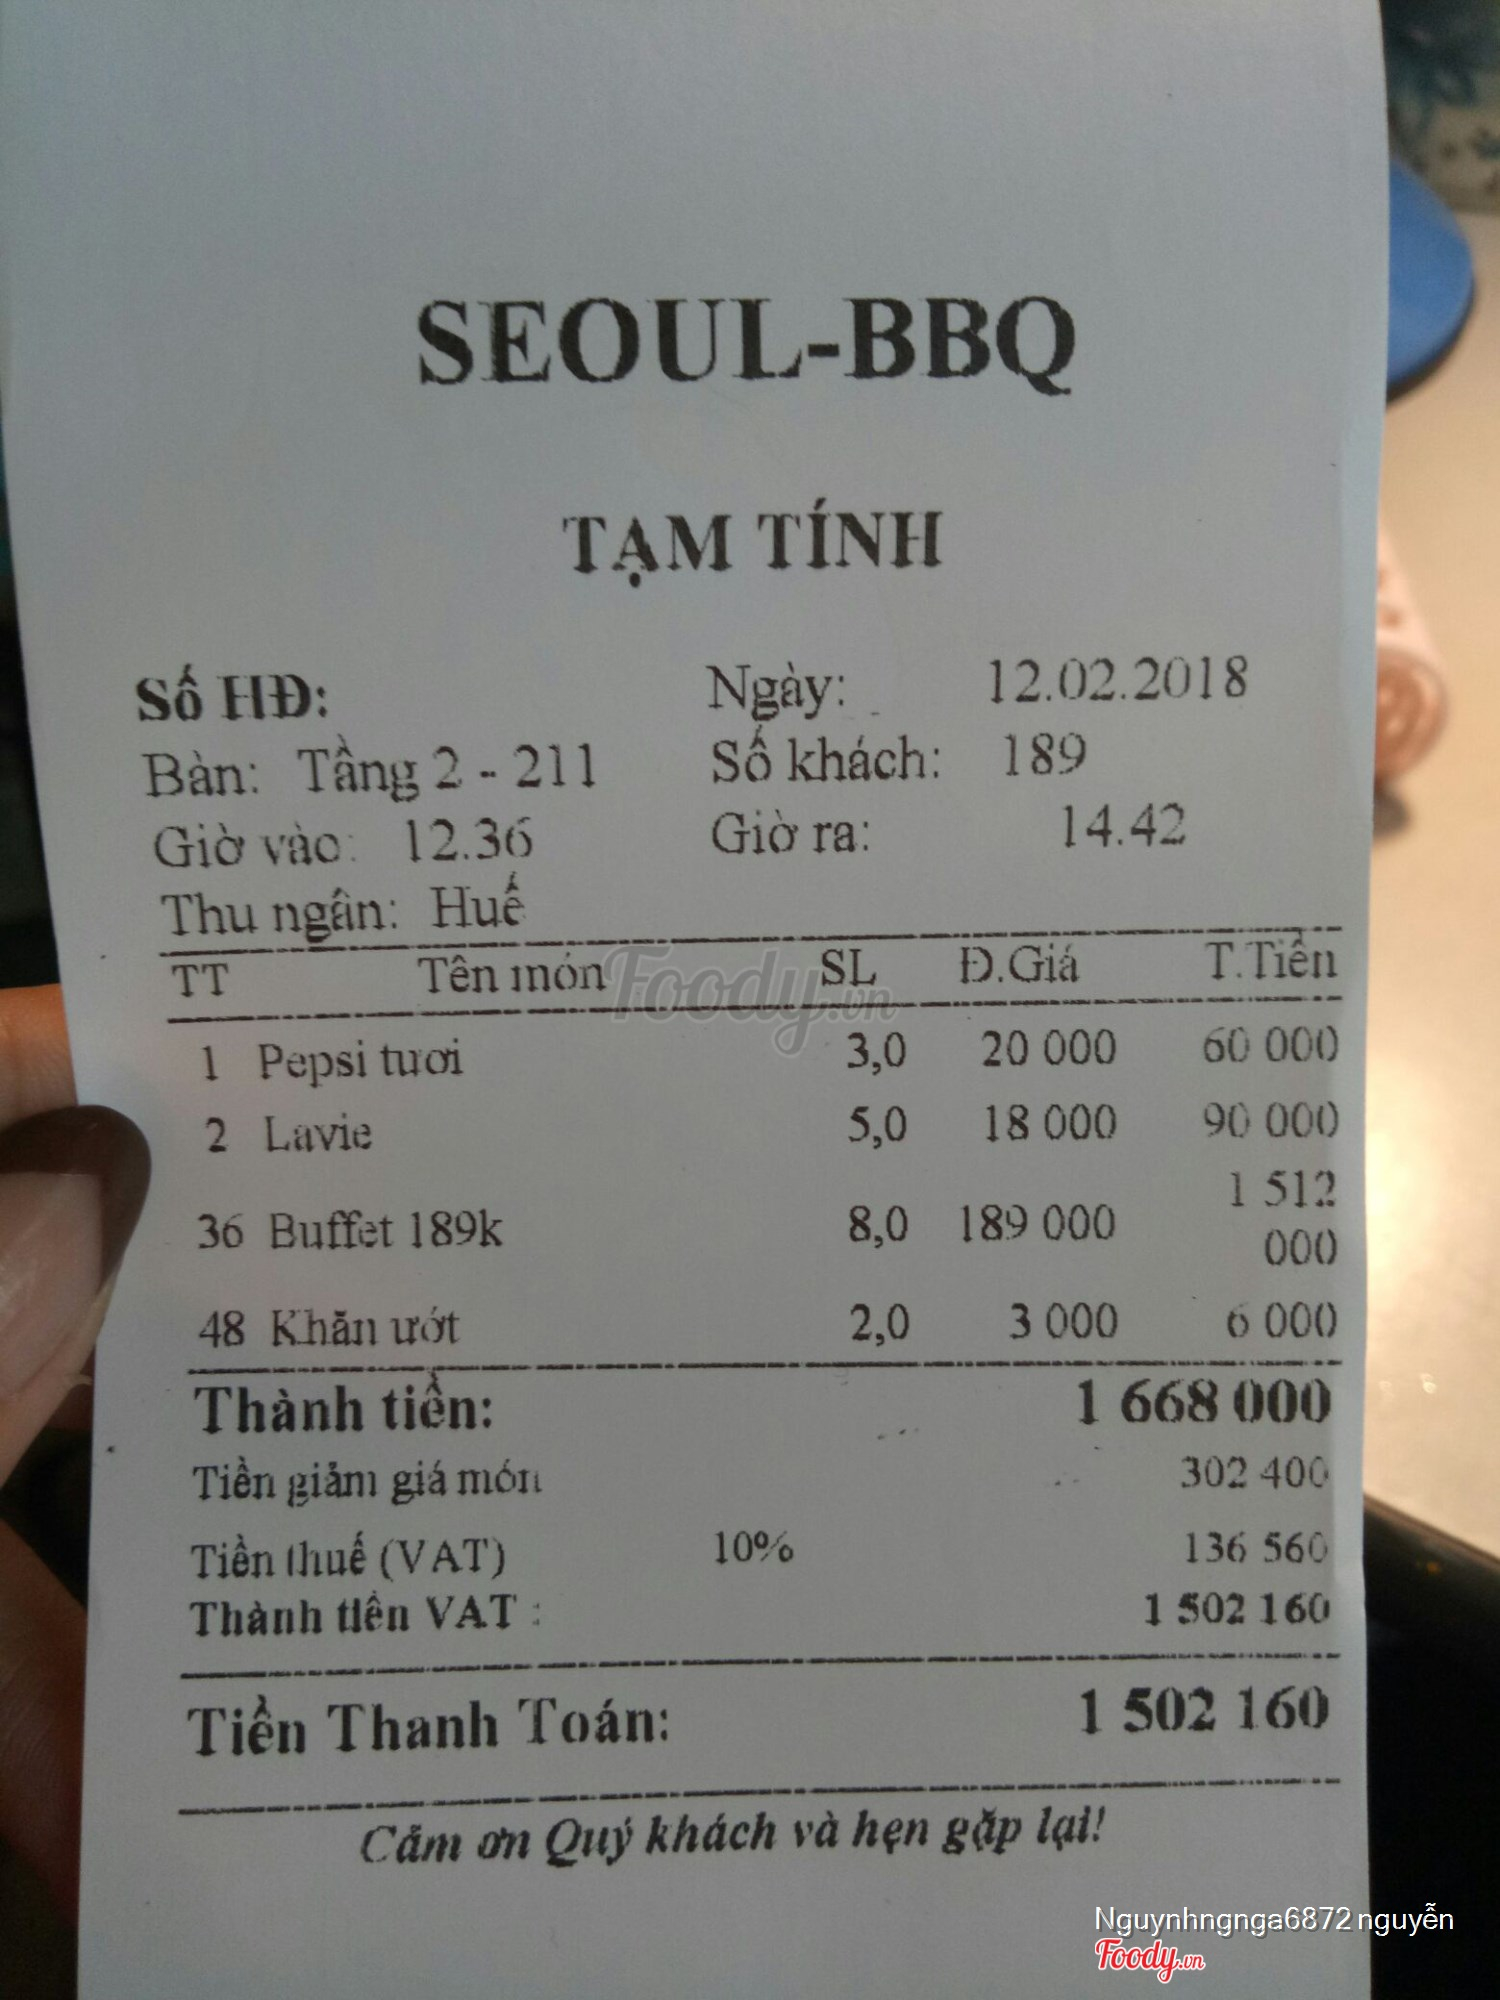 SEOUL-BBQ
TẠM TÍNH
Số HĐ: Ngày: 12.02.2018
Bàn: Tầng 2 - 211 Số khách: 189
Giờ vào: 12.36 Giờ ra: 14.42
Thu ngân: Huế
TT Tên món SL Đ.Giá T.Tiền
1 Pepsi tươi 3,0 20 000 60 000
2 Lavie 5,0 18 000 90 000
36 Buffet 189k 8,0 189 000 1 512 000
48 Khăn ướt 2,0 3 000 6 000
Thành tiền: 1 668 000
Tiền giảm giá món 302 400
Tiền thuế (VAT) 10% 136 560
Thành tiền VAT : 1 502 160
Tiền Thanh Toán: 1 502 160
Cảm ơn Quý khách và hẹn gặp lại!
Foody.vn
Nguynhngnga6872 nguyễn
Foody.vn